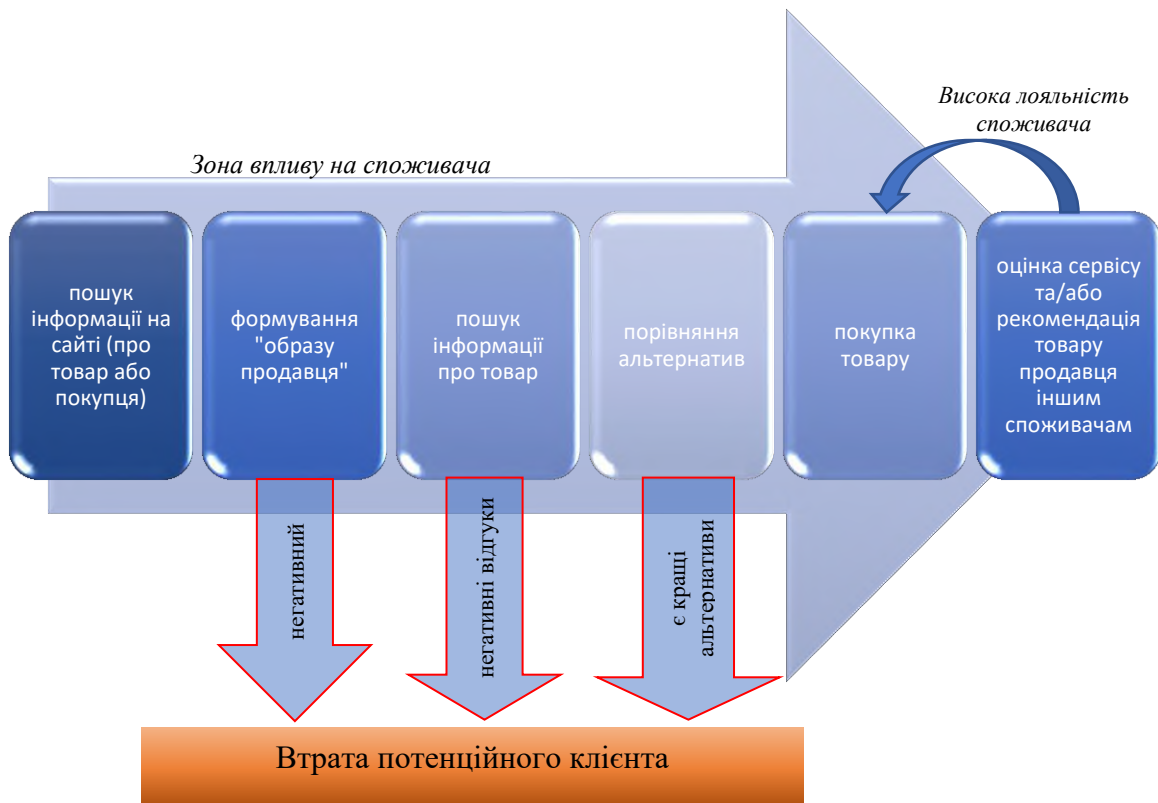 Висока лояльність
споживача
Зона впливу на споживача
пошук
інформації на
сайті (про
товар або
покупця)
формування
"образу
продавця"
пошук
інформації
про товар
порівняння
альтернатив
покупка
товару
оцінка сервісу
та/або
рекомендація
товару
продавця
іншим
споживачам
негативний
негативні відгуки
є кращі
альтернативи
Втрата потенційного клієнта